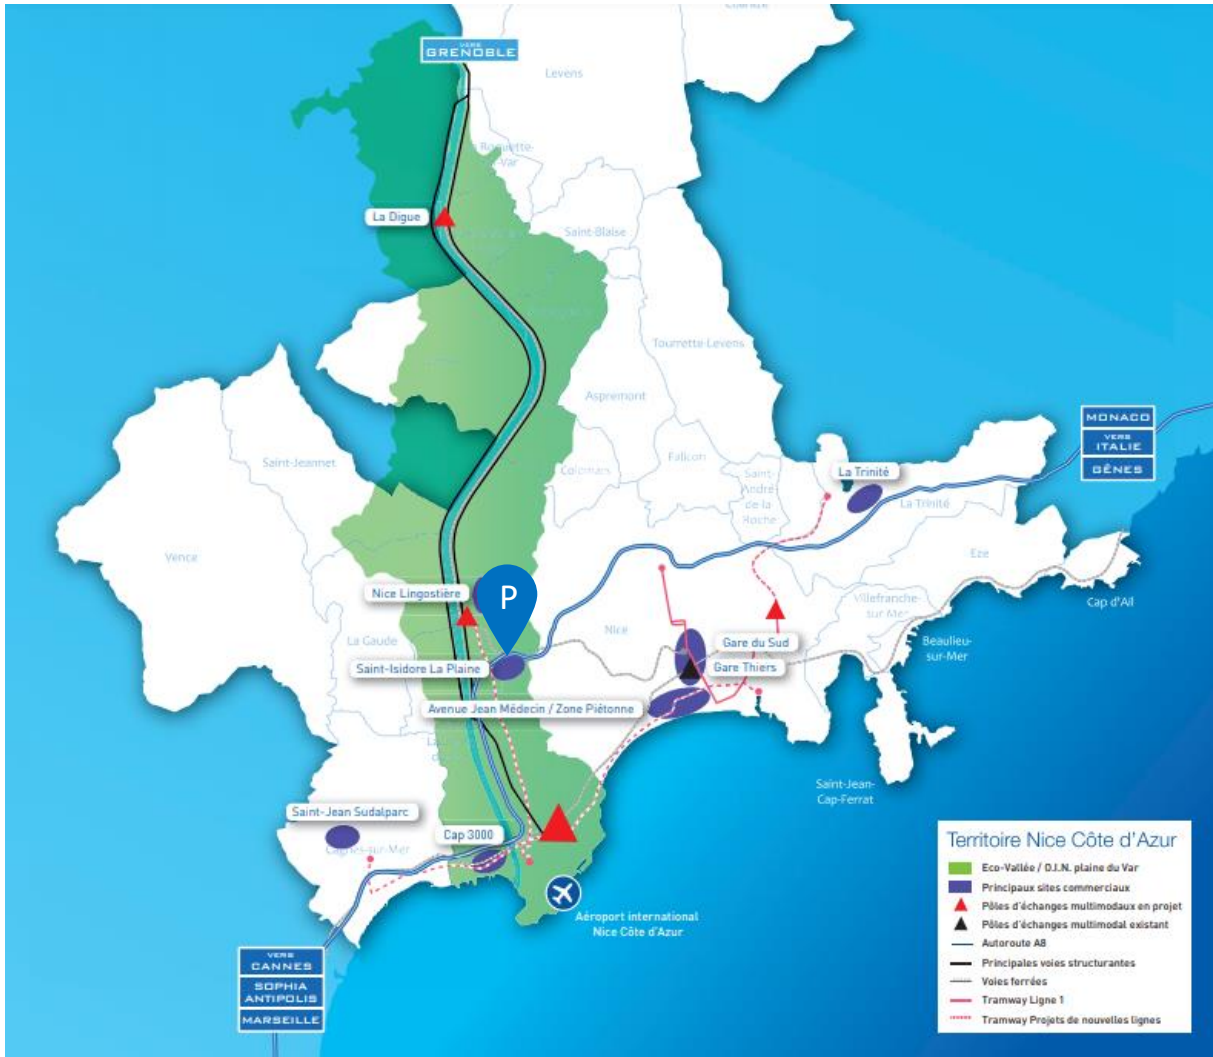 Colomars
VERS
GRENOBLE
Levens
La Roquette-
-Var
La Digue
Saint-Blaise
Tourrette-Levens
Aspremont
MONACO
VERS
ITALIE
GÊNES
Saint-Jeannet
Colomars
Falicon
Saint-
André-
de la
Roche
La Trinité
La Trinité
Vence
Eze
Nice Lingostière
P
Villefranche-
sur Mer
Cap d'Ail
La Gaude
Nice
Gare du Sud
Beaulieu-
sur-Mer
Saint-Isidore La Plaine
Gare Thiers
Avenue Jean Médecin / Zone Piétonne
Saint-Jean-
Cap-Ferrat
Saint-Jean Sudalparc
Cap 3000
Cagnes-sur-Mer
Aéroport international
Nice Côte d'Azur
VERS
CANNES
SOPHIA
ANTIPOLIS
MARSEILLE
Territoire Nice Côte d'Azur
Eco-Vallée / O.I.N. plaine du Var
Principaux sites commerciaux
Pôles d'échanges multimodaux en projet
Pôles d'échanges multimodal existant
Autoroute A8
Principales voies structurantes
Voies ferrées
Tramway Ligne 1
Tramway Projets de nouvelles lignes